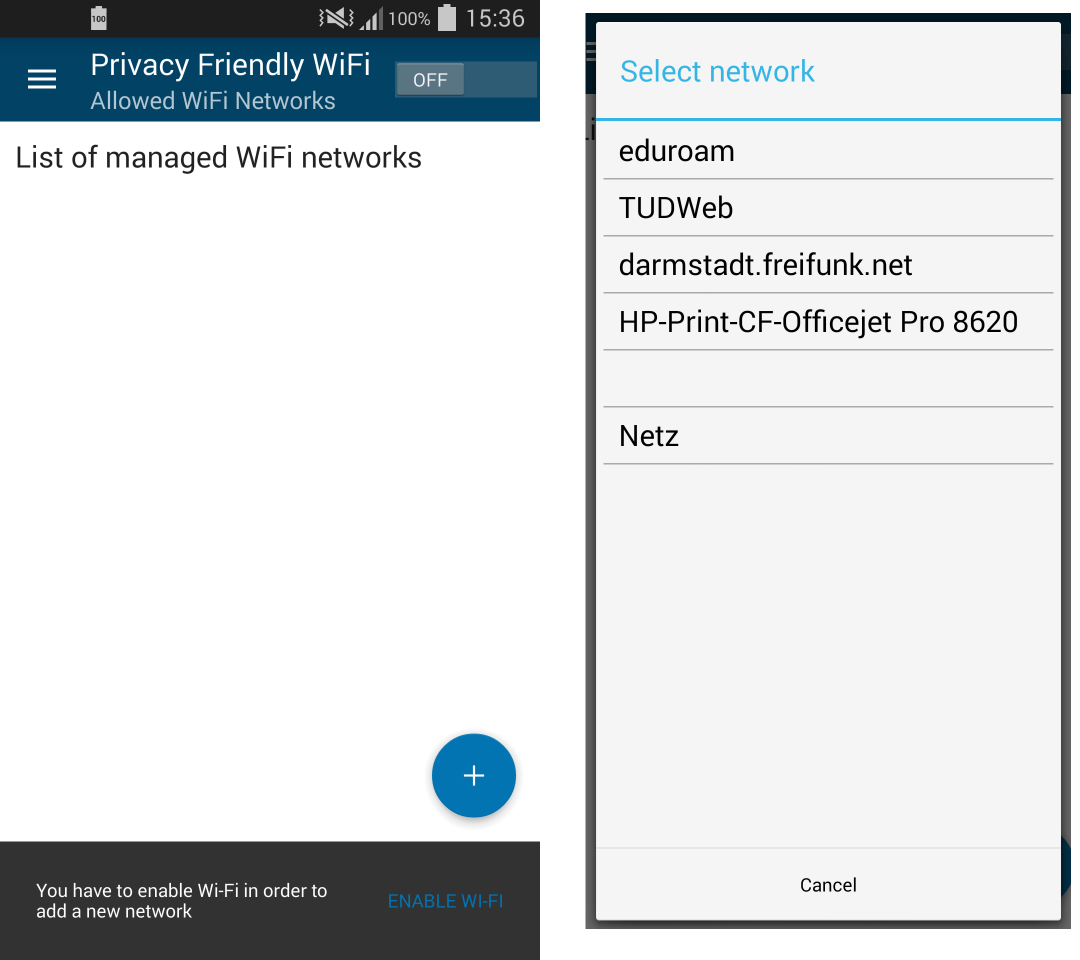 100
100%
15:36
Privacy Friendly WiFi
OFF
Allowed WiFi Networks
List of managed WiFi networks
You have to enable Wi-Fi in order to
add a new network
ENABLE WI-FI
Select network
Li
eduroam
TUDWeb
darmstadt.freifunk.net
HP-Print-CF-Officejet Pro 8620
Netz
Cancel